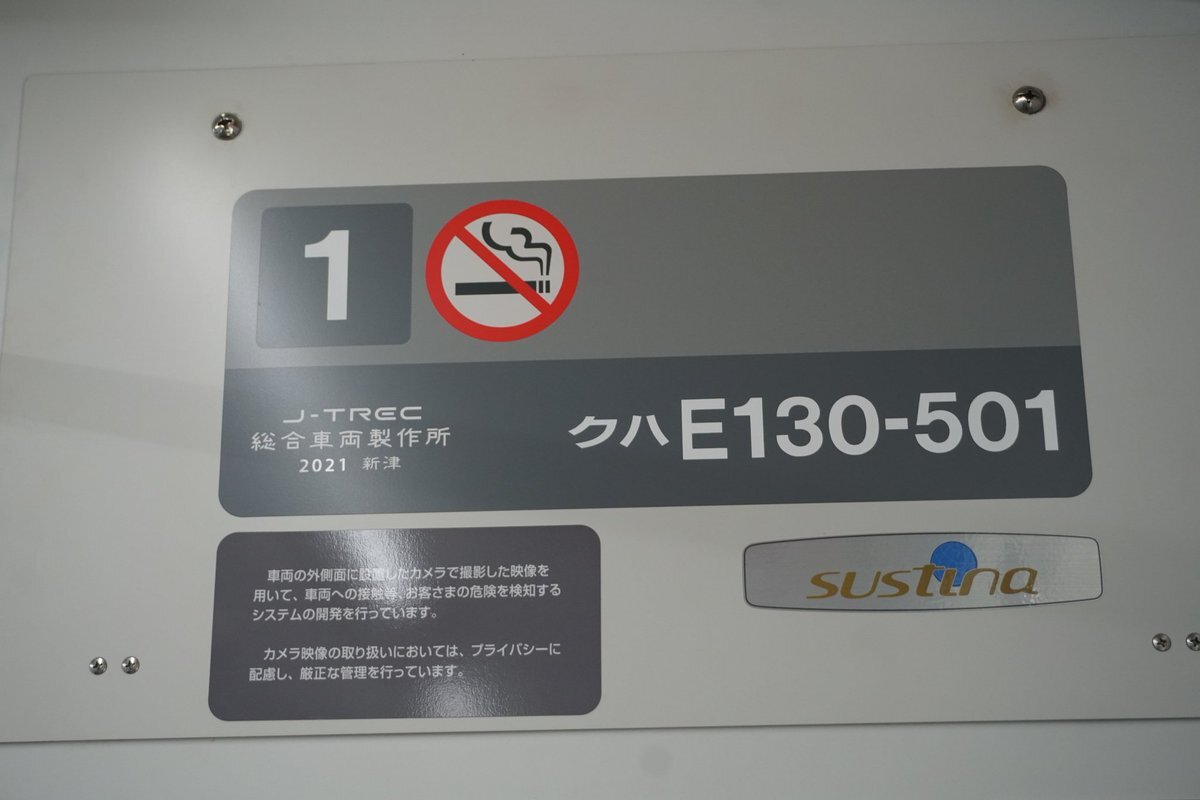 1
J-TREC
総合車両製作所
2021 新津
クハE130-501
車両の外側面に設置したカメラで撮影した映像を
用いて、車両への接触等、お客さまの危険を検知する
システムの開発を行っています。
カメラ映像の取り扱いにおいては、プライバシーに
配慮し、厳正な管理を行っています。
sustina